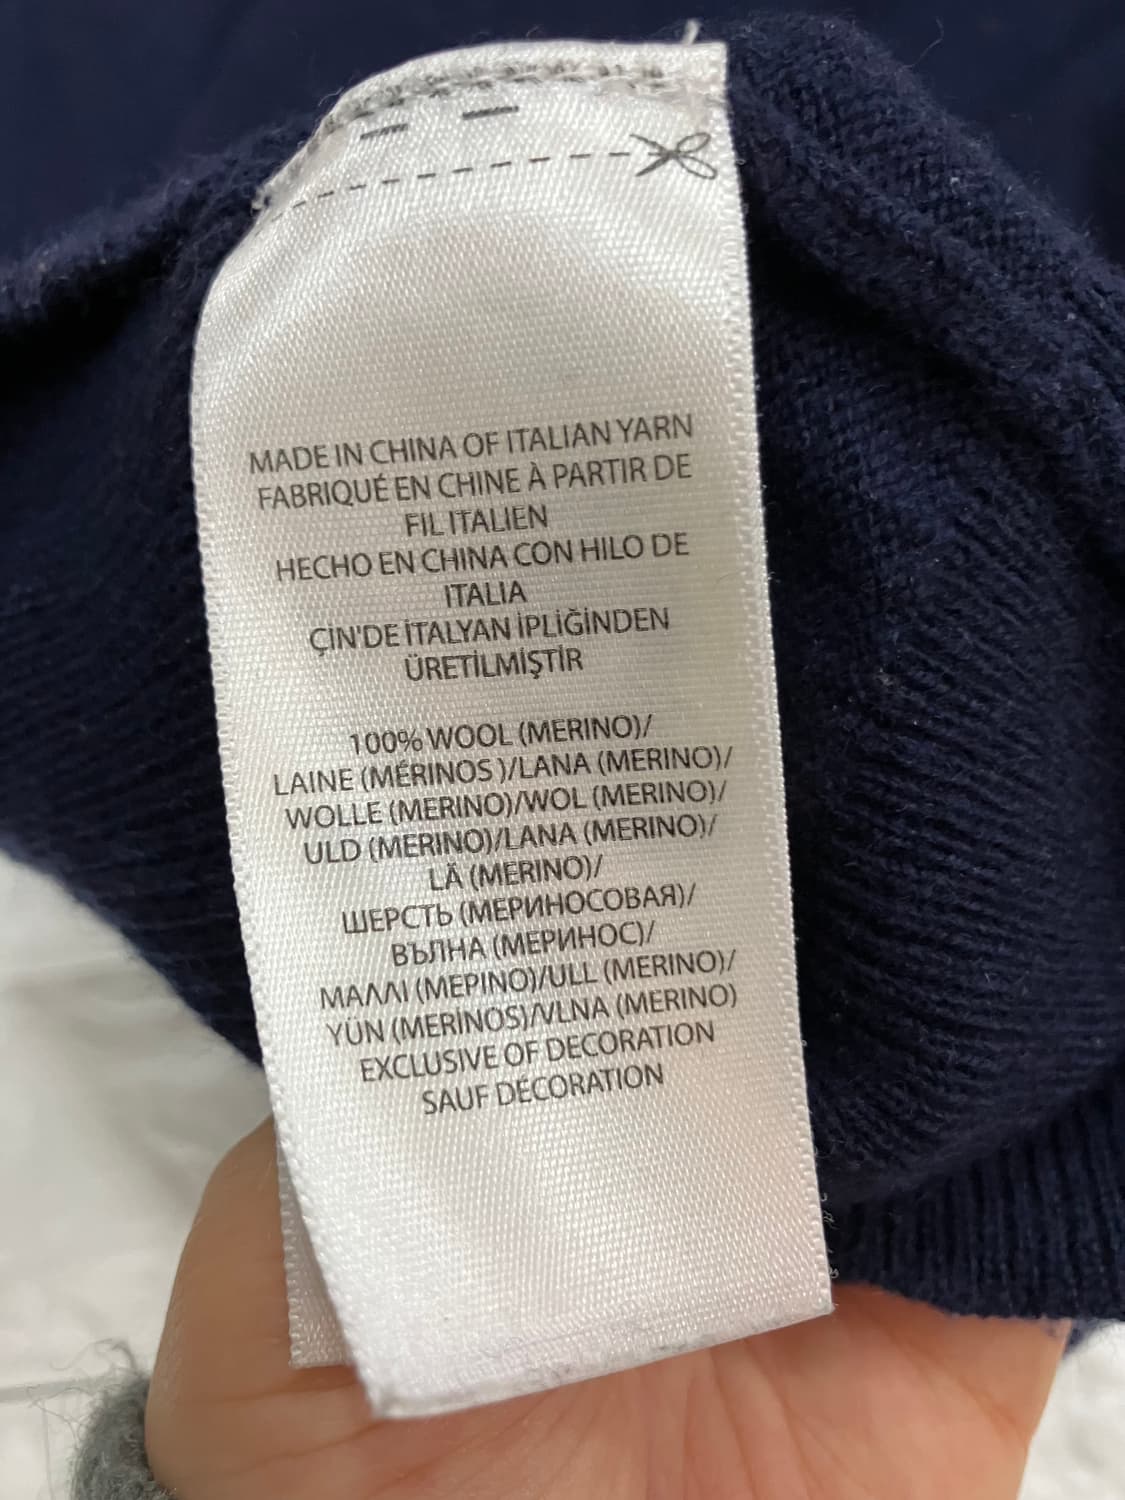 MADE IN CHINA OF ITALIAN YARN
FABRIQUÉ EN CHINE À PARTIR DE
FIL ITALIEN
HECHO EN CHINA CON HILO DE
ITALIA
ÇİN'DE İTALYAN İPLİĞİNDEN
ÜRETİLMİŞTİR
100% WOOL (MERINO)/
LAINE (MÉRINOS )/LANA (MERINO)/
WOLLE (MERINO)/WOL (MERINO)/
ULD (MERINO)/LANA (MERINO)/
LÄ (MERINO)/
ШЕРСТЬ (МЕРИНОСОВАЯ)/
ВЪЛНА (МЕРИНОС)/
ΜΑΛΛΙ (ΜΕΡΙΝΟ)/ULL (MERINO)/
YÜN (MERİNOS)/VLNA (MERINO)
EXCLUSIVE OF DECORATION
SAUF DÉCORATION